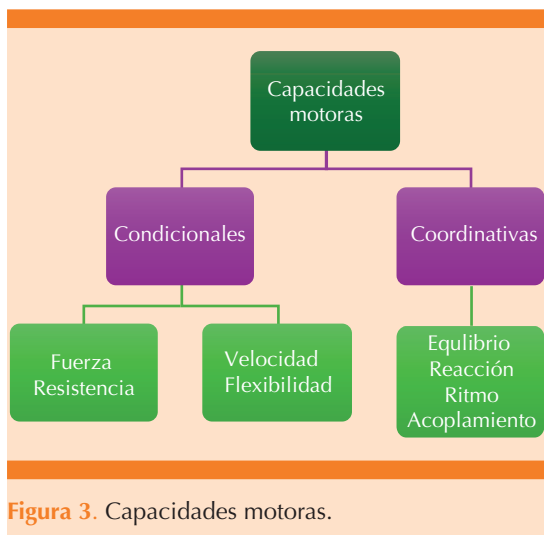 Capacidades
motoras
Condicionales
Coordinativas
Fuerza
Resistencia
Velocidad
Flexibilidad
Equlibrio
Reacción
Ritmo
Acoplamiento
Figura 3. Capacidades motoras.